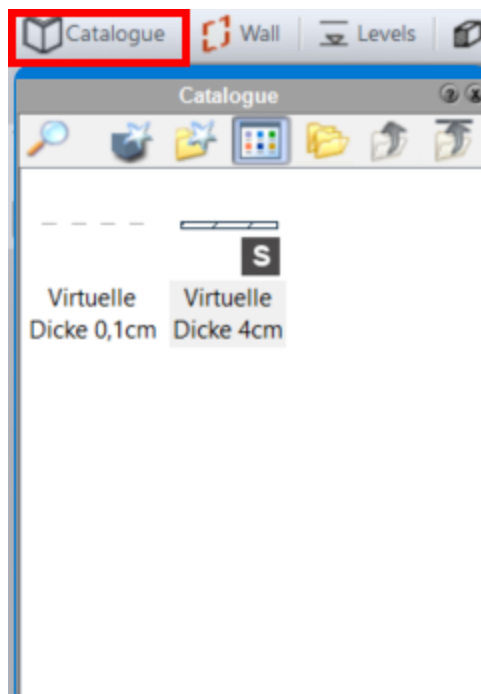 Catalogue Wall Levels
Catalogue
S
Virtuelle Virtuelle
Dicke 0,1cm Dicke 4cm